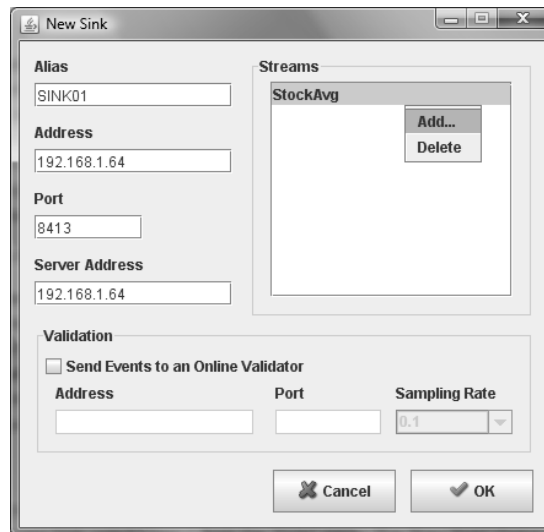 New Sink
Alias
SINK01
Address
192.168.1.64
Port
8413
Server Address
192.168.1.64
Streams
StockAvg
Add...
Delete
Validation
Send Events to an Online Validator
Address Port Sampling Rate
0.1
Cancel OK